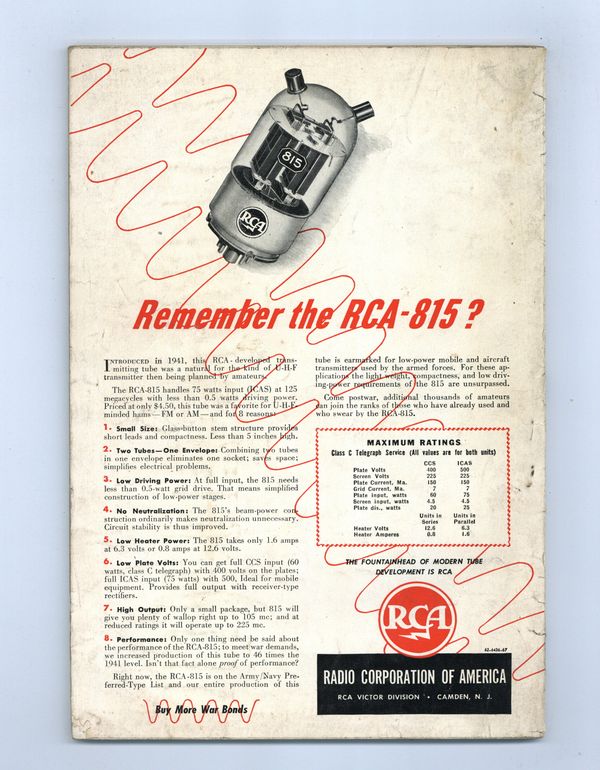 815
RCA
Remember the RCA-815?
INTRODUCED in 1941, this RCA-developed trans-
mitting tube was a natural for the kind of U-H-F
transmitter then being planned by amateurs.
The RCA-815 handles 75 watts input (ICAS) at 125
megacycles with less than 0.5 watts driving power.
Priced at only $4.50, this tube was a favorite for U-H-F-
minded hams—FM or AM—and for 8 reasons:
1. Small Size: Glass-button stem structure provides
short leads and compactness. Less than 5 inches high.
2. Two Tubes—One Envelope: Combining two tubes
in one envelope eliminates one socket; saves space;
simplifies electrical problems.
3. Low Driving Power: At full input, the 815 needs
less than 0.5-watt grid drive. That means simplified
construction of low-power stages.
4. No Neutralization: The 815's beam-power con-
struction ordinarily makes neutralization unnecessary.
Circuit stability is thus improved.
5. Low Heater Power: The 815 takes only 1.6 amps
at 6.3 volts or 0.8 amps at 12.6 volts.
6. Low Plate Volts: You can get full CCS input (60
watts, class C telegraph) with 400 volts on the plates;
full ICAS input (75 watts) with 500. Ideal for mobile
equipment. Provides full output with receiver-type
rectifiers.
7. High Output: Only a small package, but 815 will
give you plenty of wallop right up to 105 mc; and at
reduced ratings it will operate up to 225 mc.
8. Performance: Only one thing need be said about
the performance of the RCA-815; to meet war demands,
we increased production of this tube to 46 times the
1941 level. Isn't that fact alone proof of performance?
Right now, the RCA-815 is on the Army/Navy Pre-
ferred-Type List and our entire production of this
tube is earmarked for low-power mobile and aircraft
transmitters used by the armed forces. For these ap-
plications the light weight, compactness, and low driv-
ing-power requirements of the 815 are unsurpassed.
Come postwar, additional thousands of amateurs
can join the ranks of those who have already used and
who swear by the RCA-815.
MAXIMUM RATINGS
Class C Telegraph Service (All values are for both units)
CCS ICAS
Plate Volts 400 500
Screen Volts 225 225
Plate Current, Ma. 150 150
Grid Current, Ma. 7 7
Plate Input, watts 60 75
Screen Input, watts 4.5 4.5
Plate dis., watts 20 25
Units in Units in
Series Parallel
Heater Volts 12.6 6.3
Heater Amperes 0.8 1.6
THE FOUNTAINHEAD OF MODERN TUBE
DEVELOPMENT IS RCA
RCA
62-6436-67
RADIO CORPORATION OF AMERICA
RCA VICTOR DIVISION • CAMDEN, N. J.
Buy More War Bonds